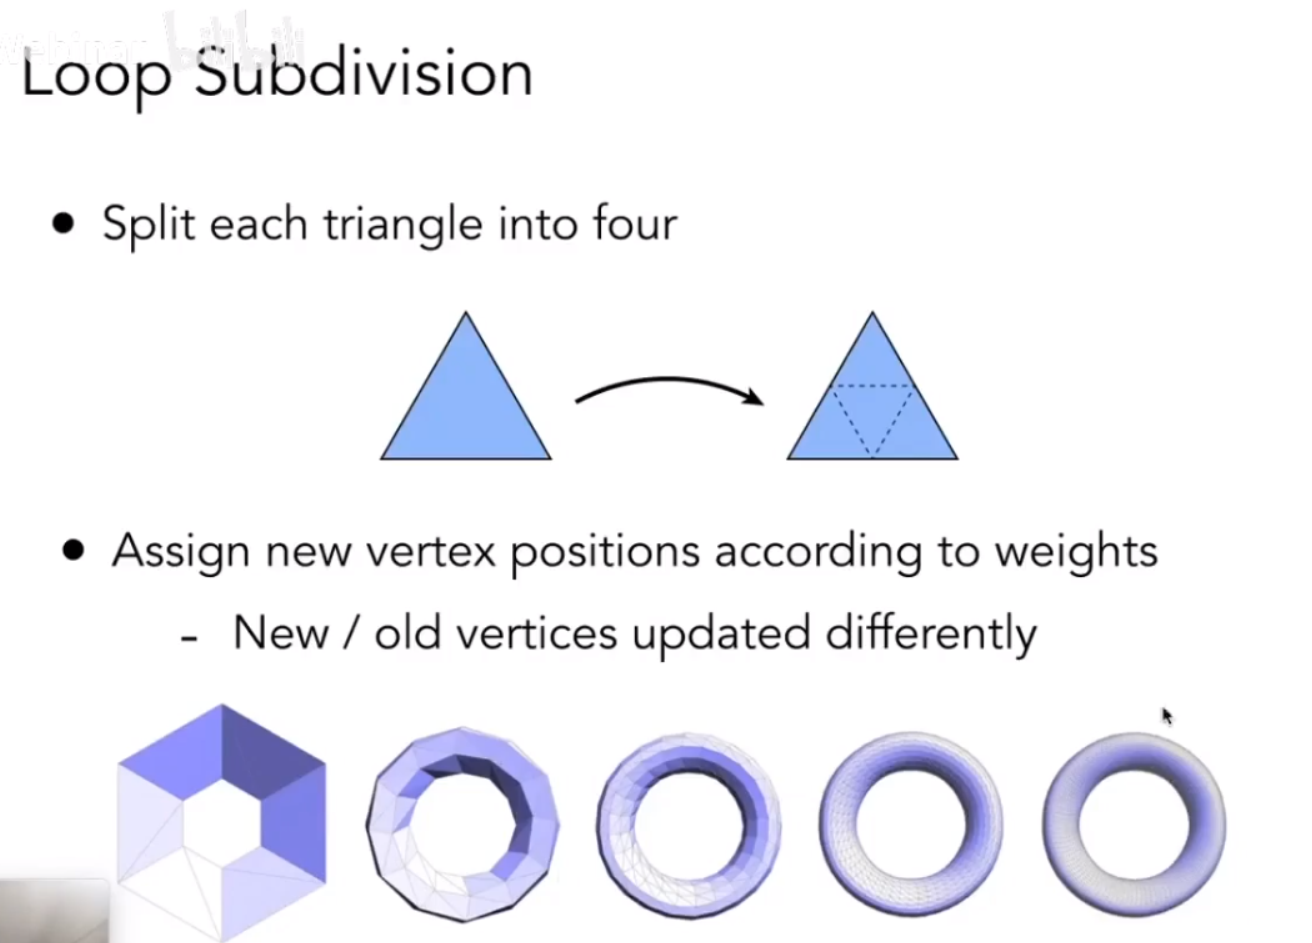 Webinar bilibili
Loop Subdivision
● Split each triangle into four
● Assign new vertex positions according to weights
- New / old vertices updated differently